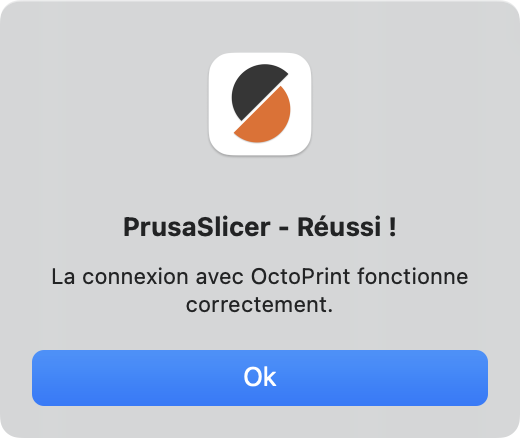 PrusaSlicer - Réussi !
La connexion avec OctoPrint fonctionne
correctement.
Ok